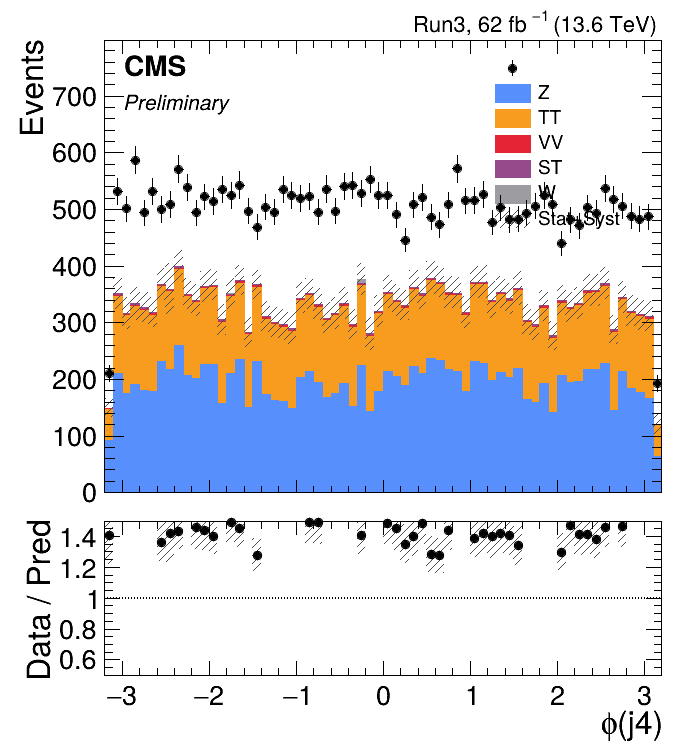 Run3, 62 fb⁻¹ (13.6 TeV)
CMS
Preliminary
Z
TT
VV
ST
W
Stat Syst
Events
700
600
500
400
300
200
100
0
Data / Pred
1.4
1.2
1
0.8
0.6
−3 −2 −1 0 1 2 3
ϕ(j4)